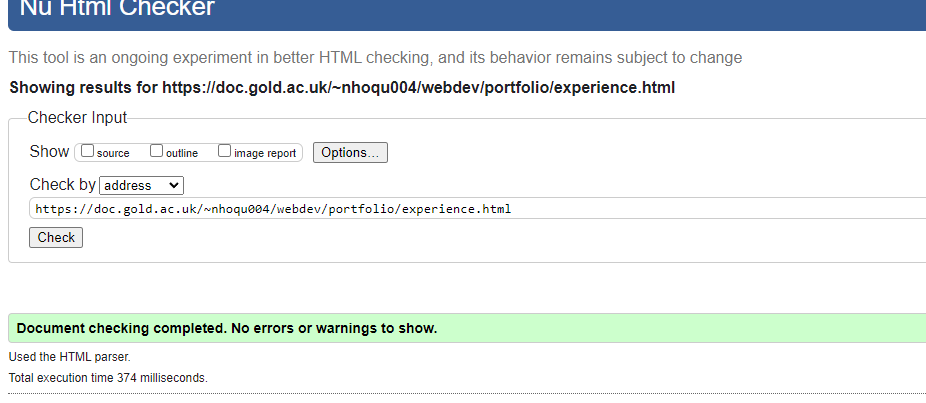 Nu Html Checker
This tool is an ongoing experiment in better HTML checking, and its behavior remains subject to change
Showing results for https://doc.gold.ac.uk/~nhoqu004/webdev/portfolio/experience.html
Checker Input
Show source outline image report Options...
Check by address
https://doc.gold.ac.uk/~nhoqu004/webdev/portfolio/experience.html
Check
Document checking completed. No errors or warnings to show.
Used the HTML parser.
Total execution time 374 milliseconds.